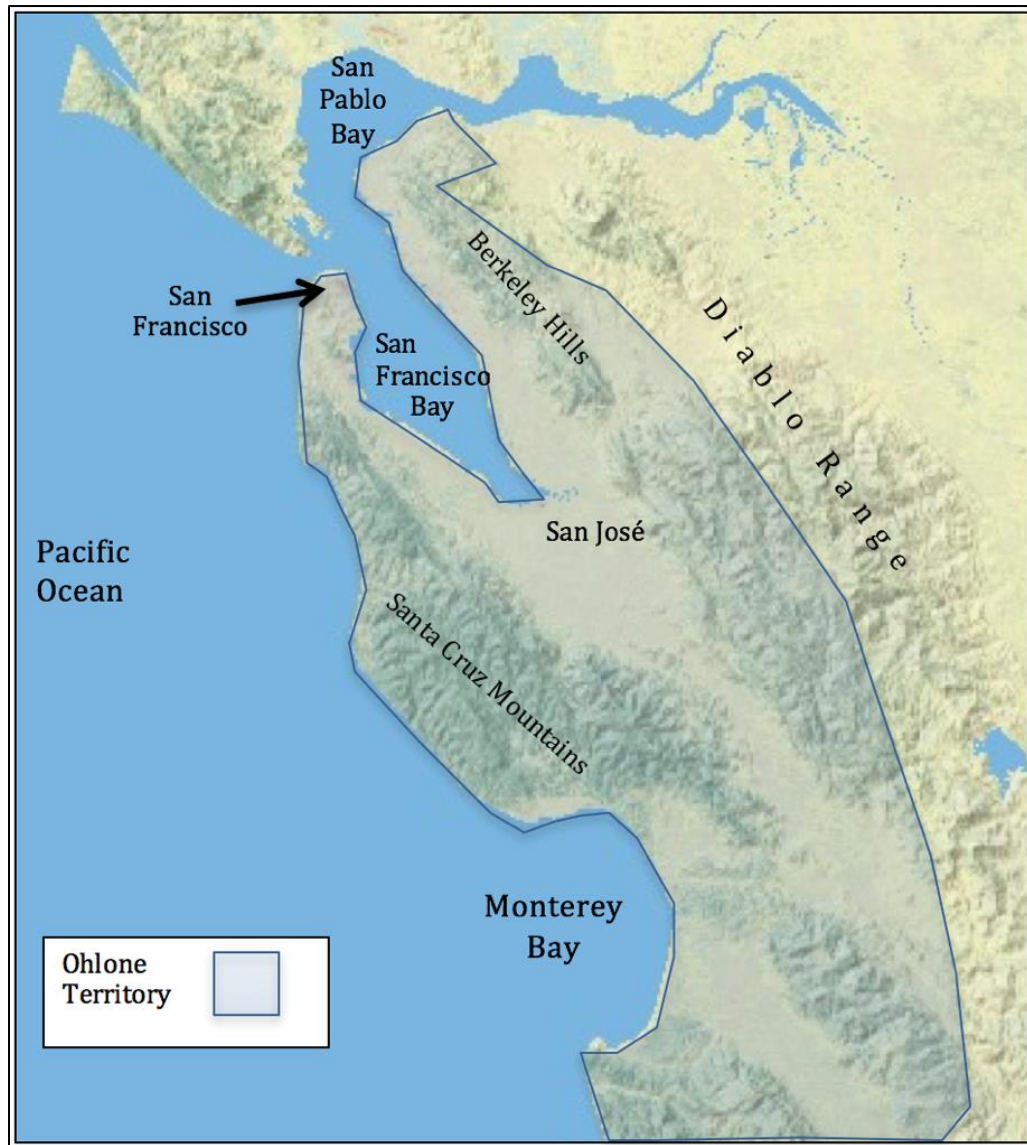 San
Pablo
Bay
Berkeley Hills
San
Francisco
Diablo Range
San
Francisco
Bay
San José
Pacific
Ocean
Santa Cruz Mountains
Monterey
Bay
Ohlone
Territory